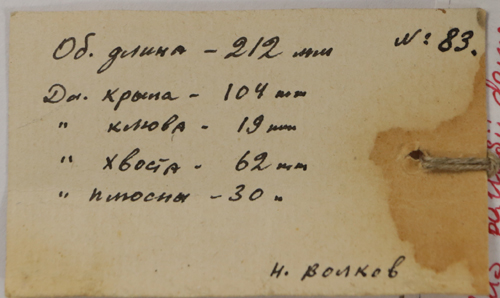 № 83.
Об. длина - 212 мм
Дл. крыла - 104 мм
" клюва - 19 мм
" хвоста - 62 мм
" плюсны - 30 "
Н. Волков